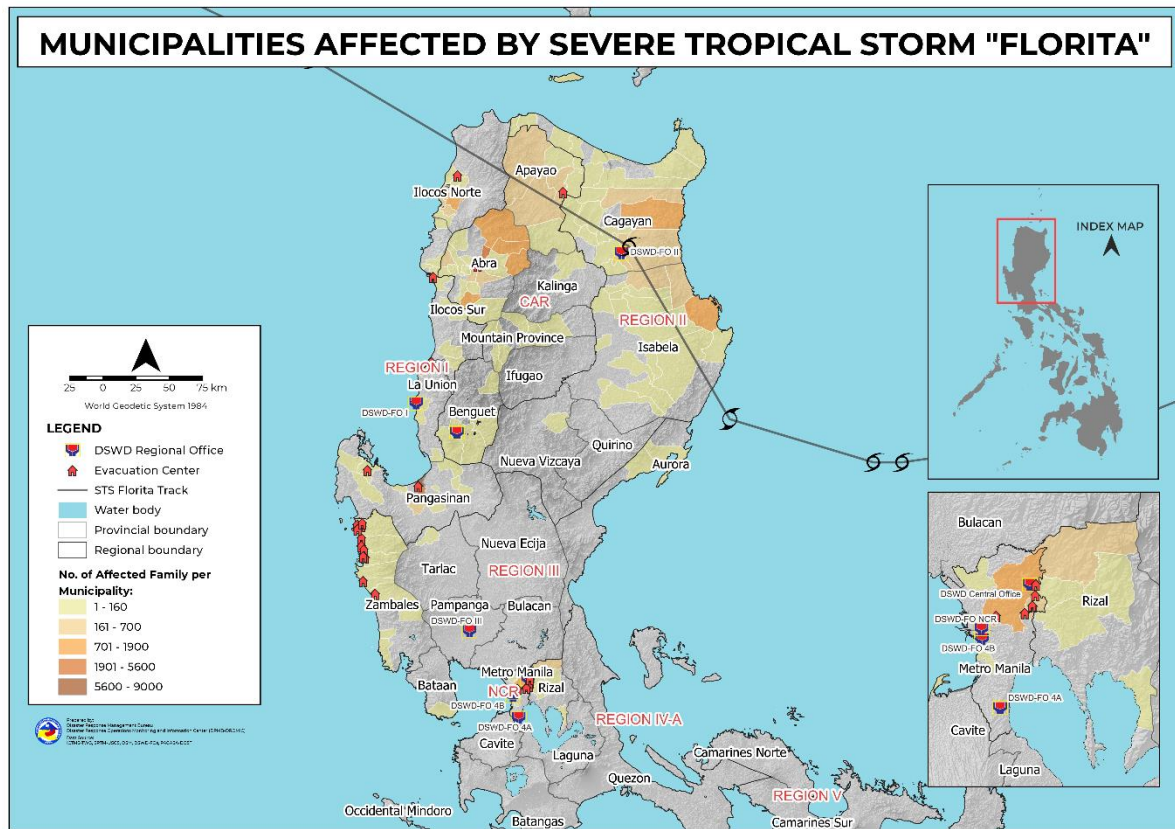 MUNICIPALITIES AFFECTED BY SEVERE TROPICAL STORM "FLORITA"
Apayao
Ilocos Norte
Cagayan
DSWD-FO II
Abra
Kalinga
CAR
Ilocos Sur
REGION II
Mountain Province
Isabela
REGION I
Ifugao
La Union
DSWD-FO I
Benguet
Quirino
Nueva Vizcaya
Aurora
Pangasinan
Nueva Ecija
Tarlac
REGION III
Zambales
Pampanga
Bulacan
DSWD-FO III
Metro Manila
Bataan
NCR
Rizal
DSWD-FO 4B
DSWD-FO 4A
REGION IV-A
Cavite
Laguna
Camarines Norte
Quezon
REGION V
Occidental Mindoro
Batangas
Camarines Sur
25 0 25 50 75 km
World Geodetic System 1984
LEGEND
DSWD Regional Office
Evacuation Center
STS Florita Track
Water body
Provincial boundary
Regional boundary
No. of Affected Family per
Municipality:
1 - 160
161 - 700
701 - 1900
1901 - 5600
5600 - 9000
Prepared by:
Disaster Response Management Bureau
INDEX MAP
Bulacan
DSWD Central Office
Rizal
DSWD-FO NCR
DSWD-FO 4B
Metro Manila
DSWD-FO 4A
Cavite
Laguna